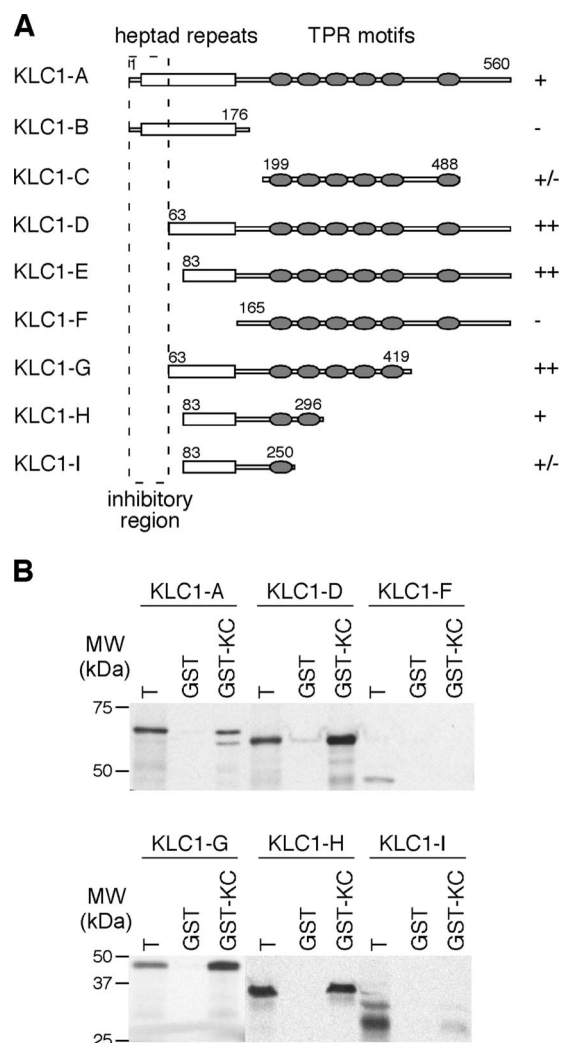 A
heptad repeats TPR motifs
KLC1-A 1 560 +
KLC1-B 176 -
KLC1-C 199 488 +/-
KLC1-D 63 ++
KLC1-E 83 ++
KLC1-F 165 -
KLC1-G 63 419 ++
KLC1-H 83 296 +
KLC1-I 83 250 +/-
inhibitory
region
B
KLC1-A KLC1-D KLC1-F
MW
(kDa)
T GST GST-KC T GST GST-KC T GST GST-KC
75
50
KLC1-G KLC1-H KLC1-I
MW
(kDa)
T GST GST-KC T GST GST-KC T GST GST-KC
50
37
25